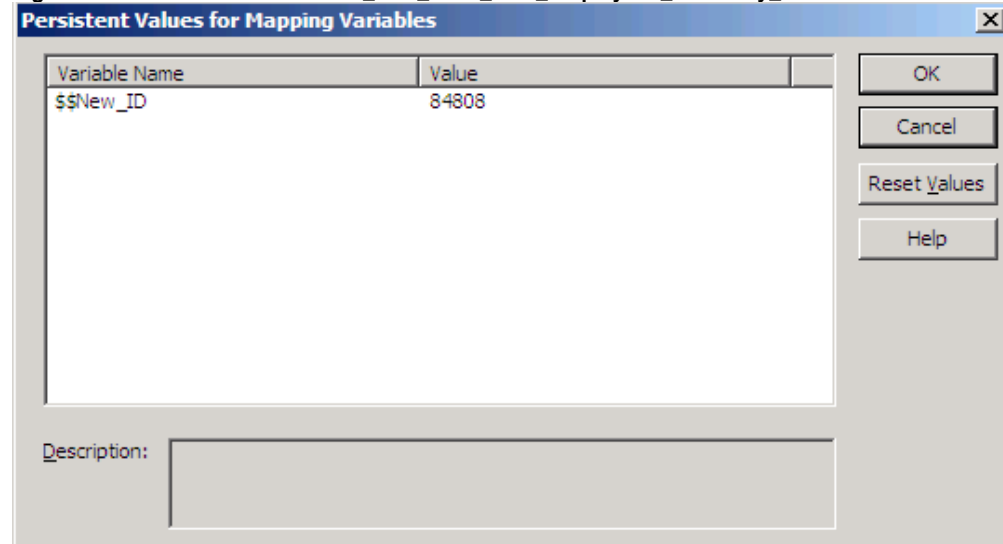 Persistent Values for Mapping Variables
Variable Name Value
$$New_ID 84808
OK
Cancel
Reset Values
Help
Description: